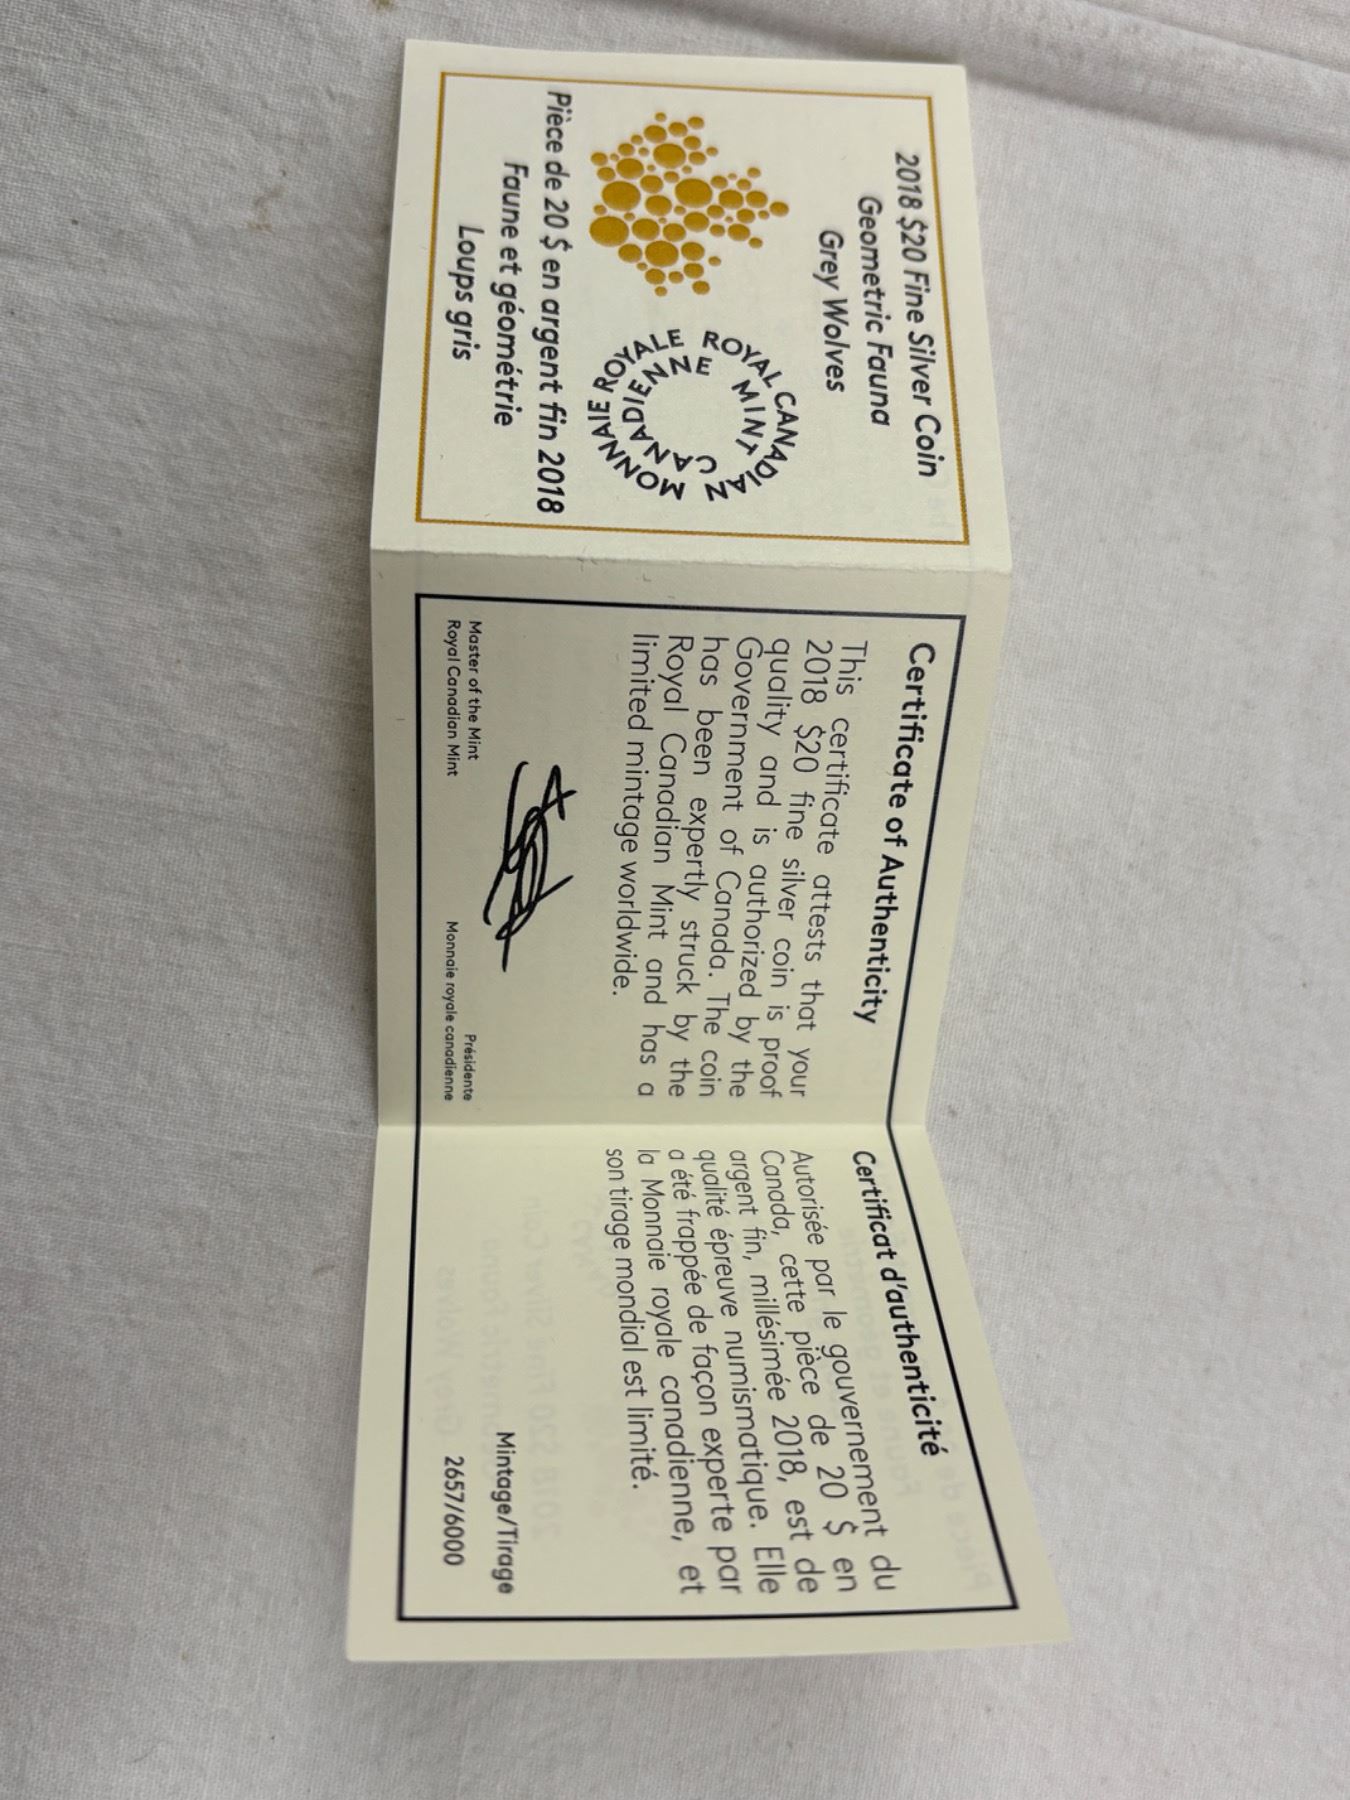 2018 $20 Fine Silver Coin
Geometric Fauna
Grey Wolves
ROYAL CANADIAN MINT
MONNAIE ROYALE CANADIENNE
Pièce de 20 $ en argent fin 2018
Faune et géométrie
Loups gris
Certificate of Authenticity
This certificate attests that your
2018 $20 fine silver coin is proof
quality and is authorized by the
Government of Canada. The coin
has been expertly struck by the
Royal Canadian Mint and has a
limited mintage worldwide.
Master of the Mint
Royal Canadian Mint
Présidente
Monnaie royale canadienne
Certificat d'authenticité
Autorisée par le gouvernement du
Canada, cette pièce de 20 $ en
argent fin, millésimée 2018, est de
qualité épreuve numismatique. Elle
a été frappée de façon experte par
la Monnaie royale canadienne, et
son tirage mondial est limité.
Mintage/Tirage
2657/6000